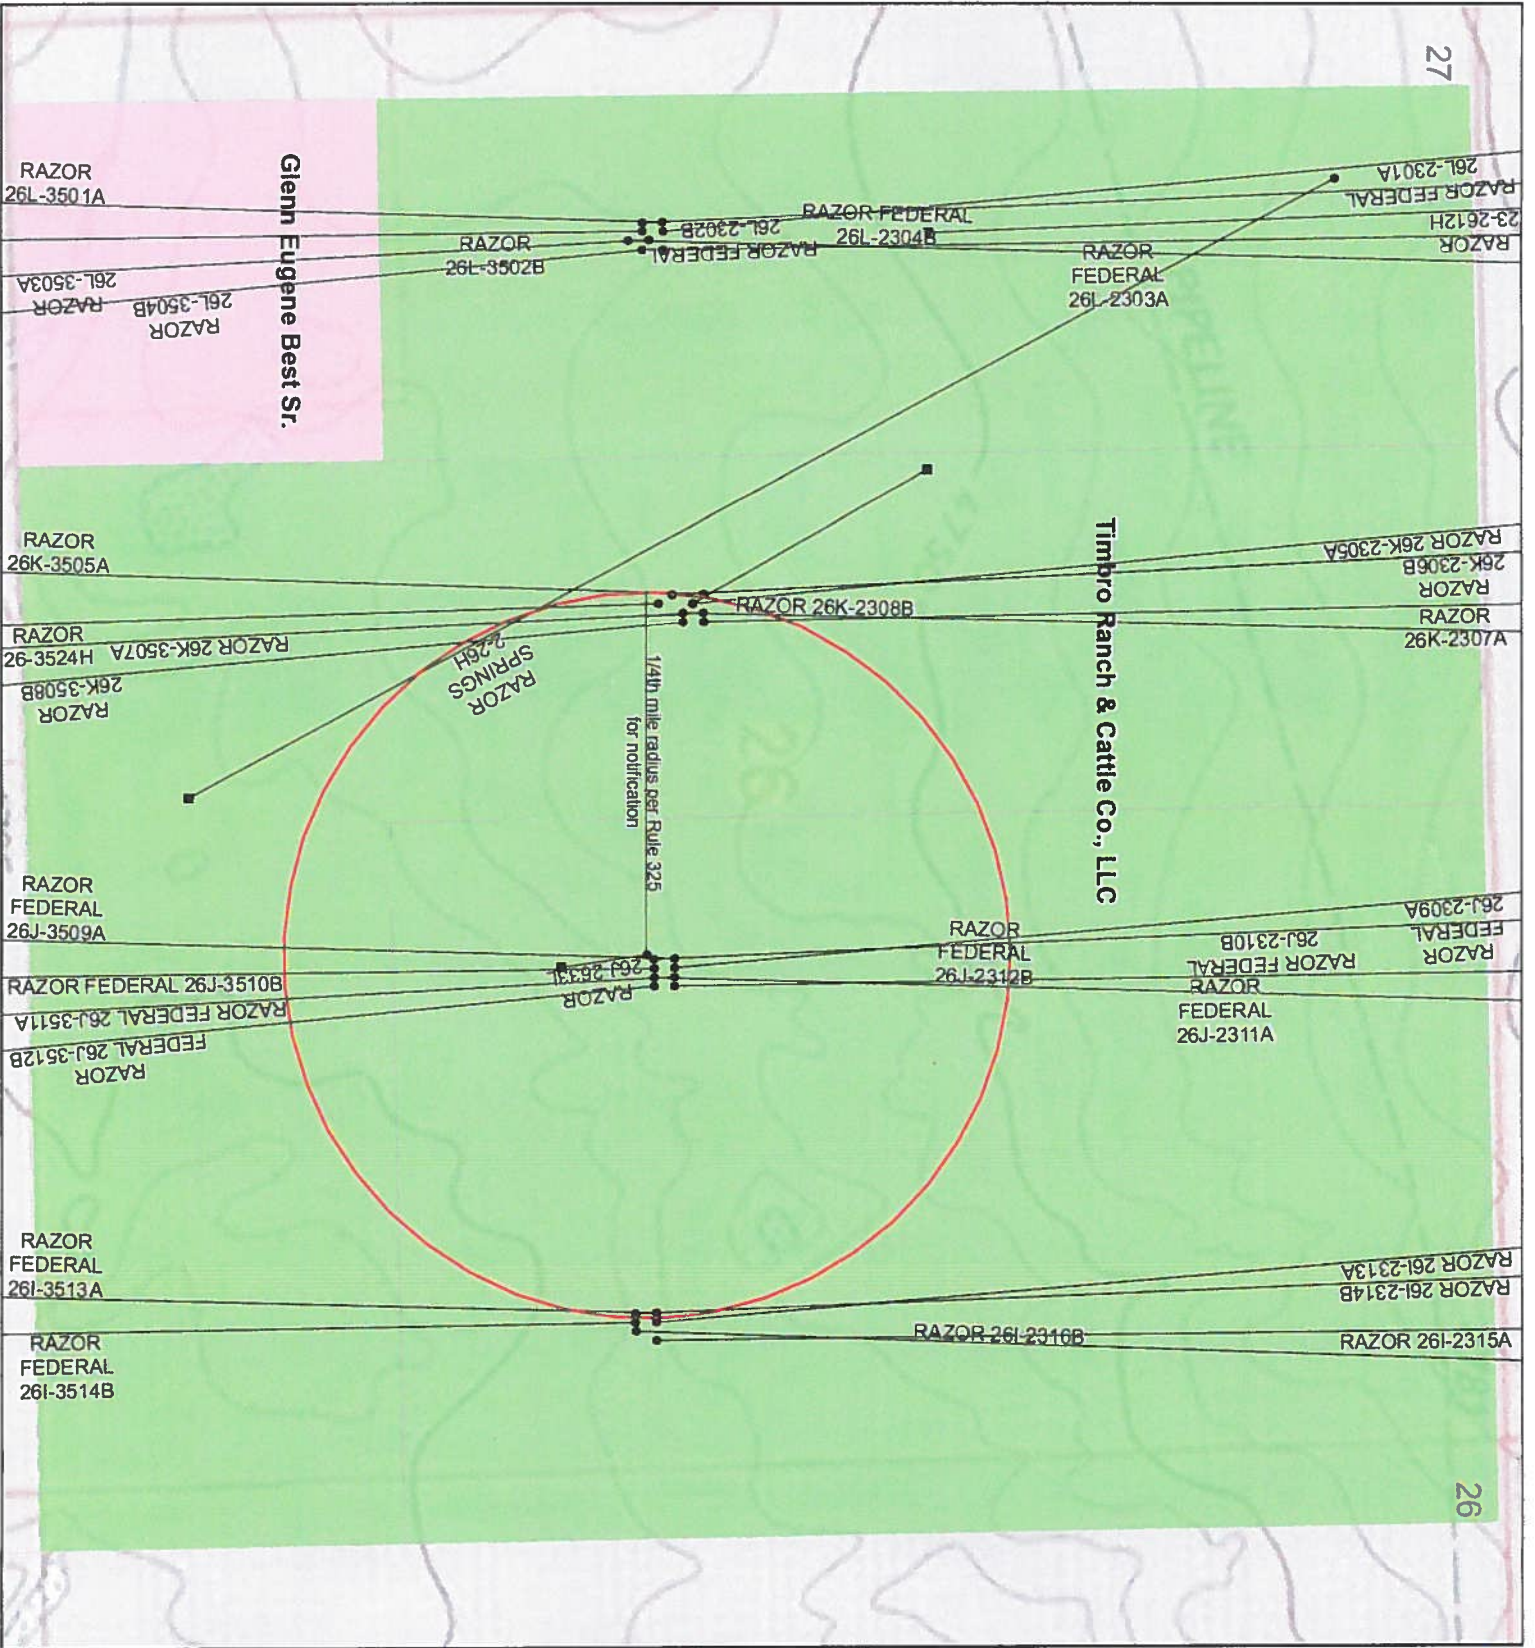 27
RAZOR
26L-3501A
Glenn Eugene Best Sr.
RAZOR
26L-3503A
RAZOR
26L-3504B
RAZOR
26L-3502B
RAZOR FEDERAL
26L-2302B
RAZOR FEDERAL
26L-2304B
RAZOR
FEDERAL
26L-2303A
RAZOR FEDERAL
26L-2301A
RAZOR
23-2612H
PIPELINE
RAZOR
26K-3505A
RAZOR
26-3524H
RAZOR 26K-3507A
RAZOR
26K-3508B
RAZOR
SPRINGS
2-26H
RAZOR 26K-2308B
RAZOR 26K-2305A
RAZOR
26K-2306B
RAZOR
26K-2307A
Timbro Ranch & Cattle Co., LLC
1/4th mile radius per Rule 325
for notification
26
RAZOR
FEDERAL
26J-3509A
RAZOR FEDERAL 26J-3510B
RAZOR FEDERAL 26J-3511A
RAZOR
FEDERAL 26J-3512B
RAZOR
26J-2633L
RAZOR
FEDERAL
26J-2312B
RAZOR FEDERAL
26J-2310B
RAZOR
FEDERAL
26J-2309A
RAZOR
FEDERAL
26J-2311A
RAZOR
FEDERAL
26I-3513A
RAZOR
FEDERAL
26I-3514B
RAZOR 26I-2316B
RAZOR 26I-2313A
RAZOR 26I-2314B
RAZOR 26I-2315A
26